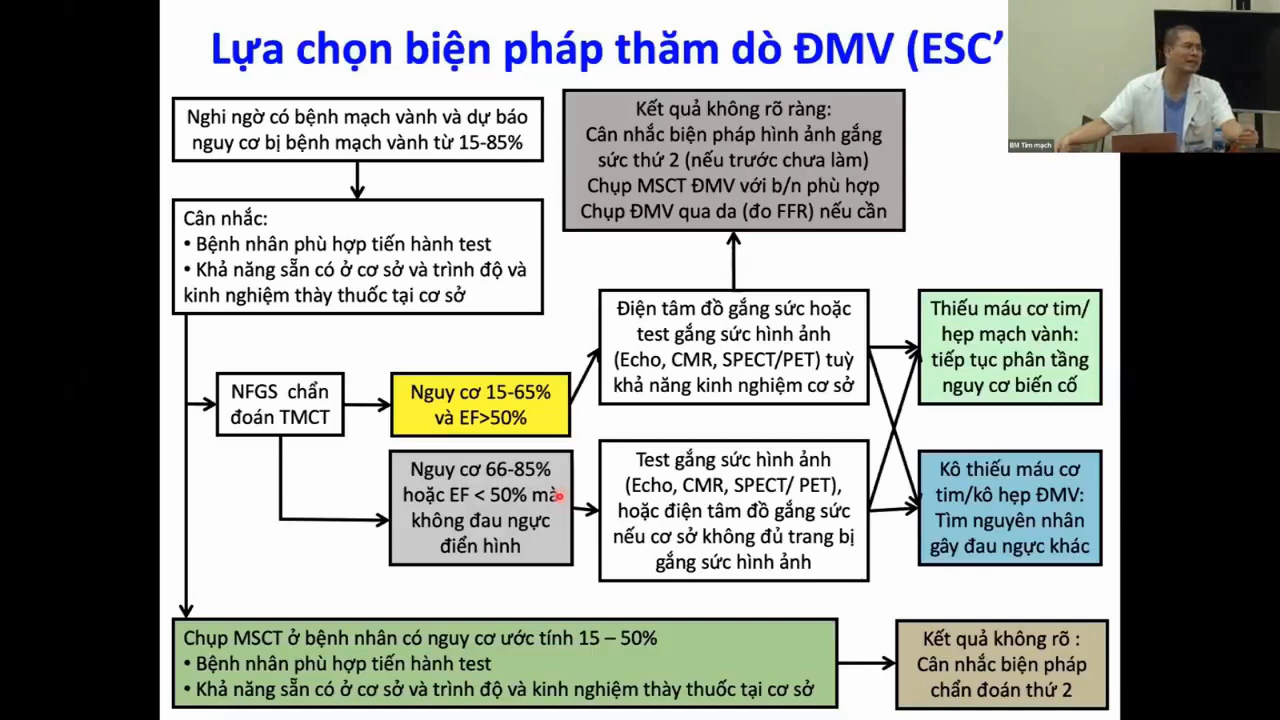 Lựa chọn biện pháp thăm dò ĐMV (ESC'
BM Tim mạch
Nghi ngờ có bệnh mạch vành và dự báo
nguy cơ bị bệnh mạch vành từ 15-85%
Kết quả không rõ ràng:
Cân nhắc biện pháp hình ảnh gắng
sức thứ 2 (nếu trước chưa làm)
Chụp MSCT ĐMV với b/n phù hợp
Chụp ĐMV qua da (đo FFR) nếu cần
Cân nhắc:
• Bệnh nhân phù hợp tiến hành test
• Khả năng sẵn có ở cơ sở và trình độ và
kinh nghiệm thày thuốc tại cơ sở
Điện tâm đồ gắng sức hoặc
test gắng sức hình ảnh
(Echo, CMR, SPECT/PET) tuỳ
khả năng kinh nghiệm cơ sở
Thiếu máu cơ tim/
hẹp mạch vành:
tiếp tục phân tầng
nguy cơ biến cố
NFGS chẩn
đoán TMCT
Nguy cơ 15-65%
và EF>50%
Nguy cơ 66-85%
hoặc EF < 50% mà
không đau ngực
điển hình
Test gắng sức hình ảnh
(Echo, CMR, SPECT/ PET),
hoặc điện tâm đồ gắng sức
nếu cơ sở không đủ trang bị
gắng sức hình ảnh
Kô thiếu máu cơ
tim/kô hẹp ĐMV:
Tìm nguyên nhân
gây đau ngực khác
Chụp MSCT ở bệnh nhân có nguy cơ ước tính 15 – 50%
• Bệnh nhân phù hợp tiến hành test
• Khả năng sẵn có ở cơ sở và trình độ và kinh nghiệm thày thuốc tại cơ sở
Kết quả không rõ :
Cân nhắc biện pháp
chẩn đoán thứ 2